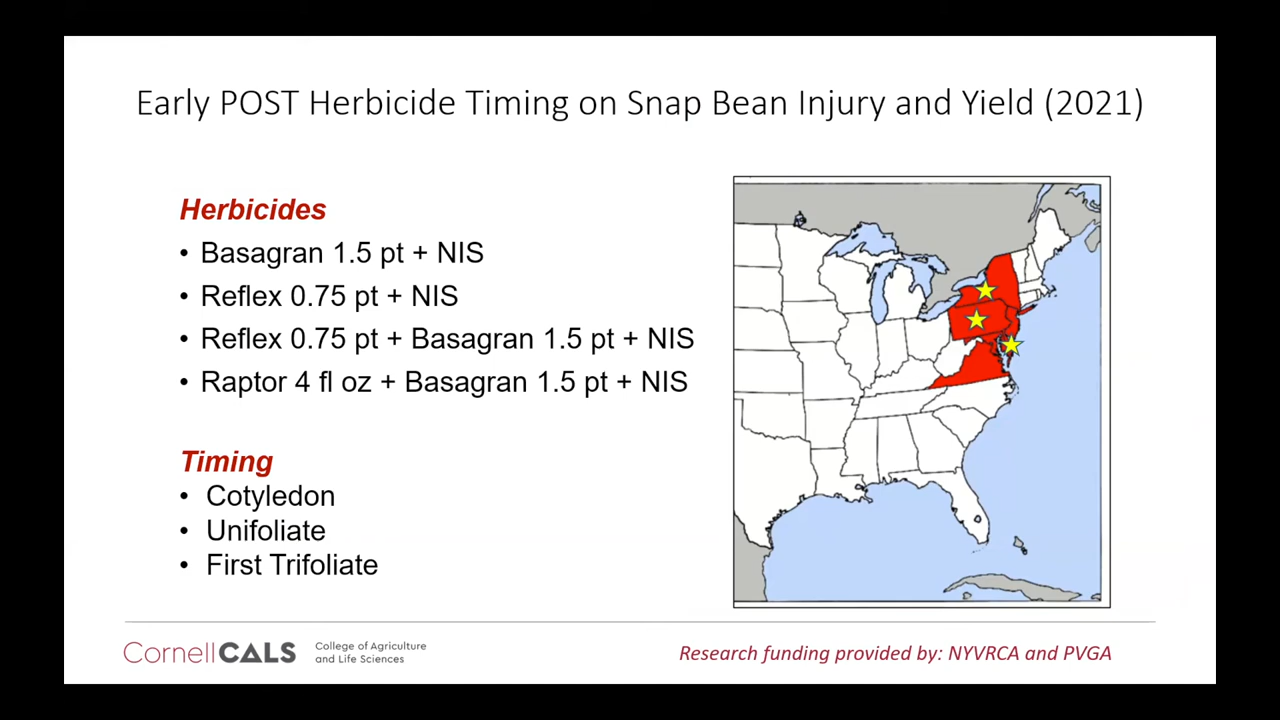 Early POST Herbicide Timing on Snap Bean Injury and Yield (2021)
Herbicides
• Basagran 1.5 pt + NIS
• Reflex 0.75 pt + NIS
• Reflex 0.75 pt + Basagran 1.5 pt + NIS
• Raptor 4 fl oz + Basagran 1.5 pt + NIS
Timing
• Cotyledon
• Unifoliate
• First Trifoliate
CornellCALS
College of Agriculture
and Life Sciences
Research funding provided by: NYVRCA and PVGA